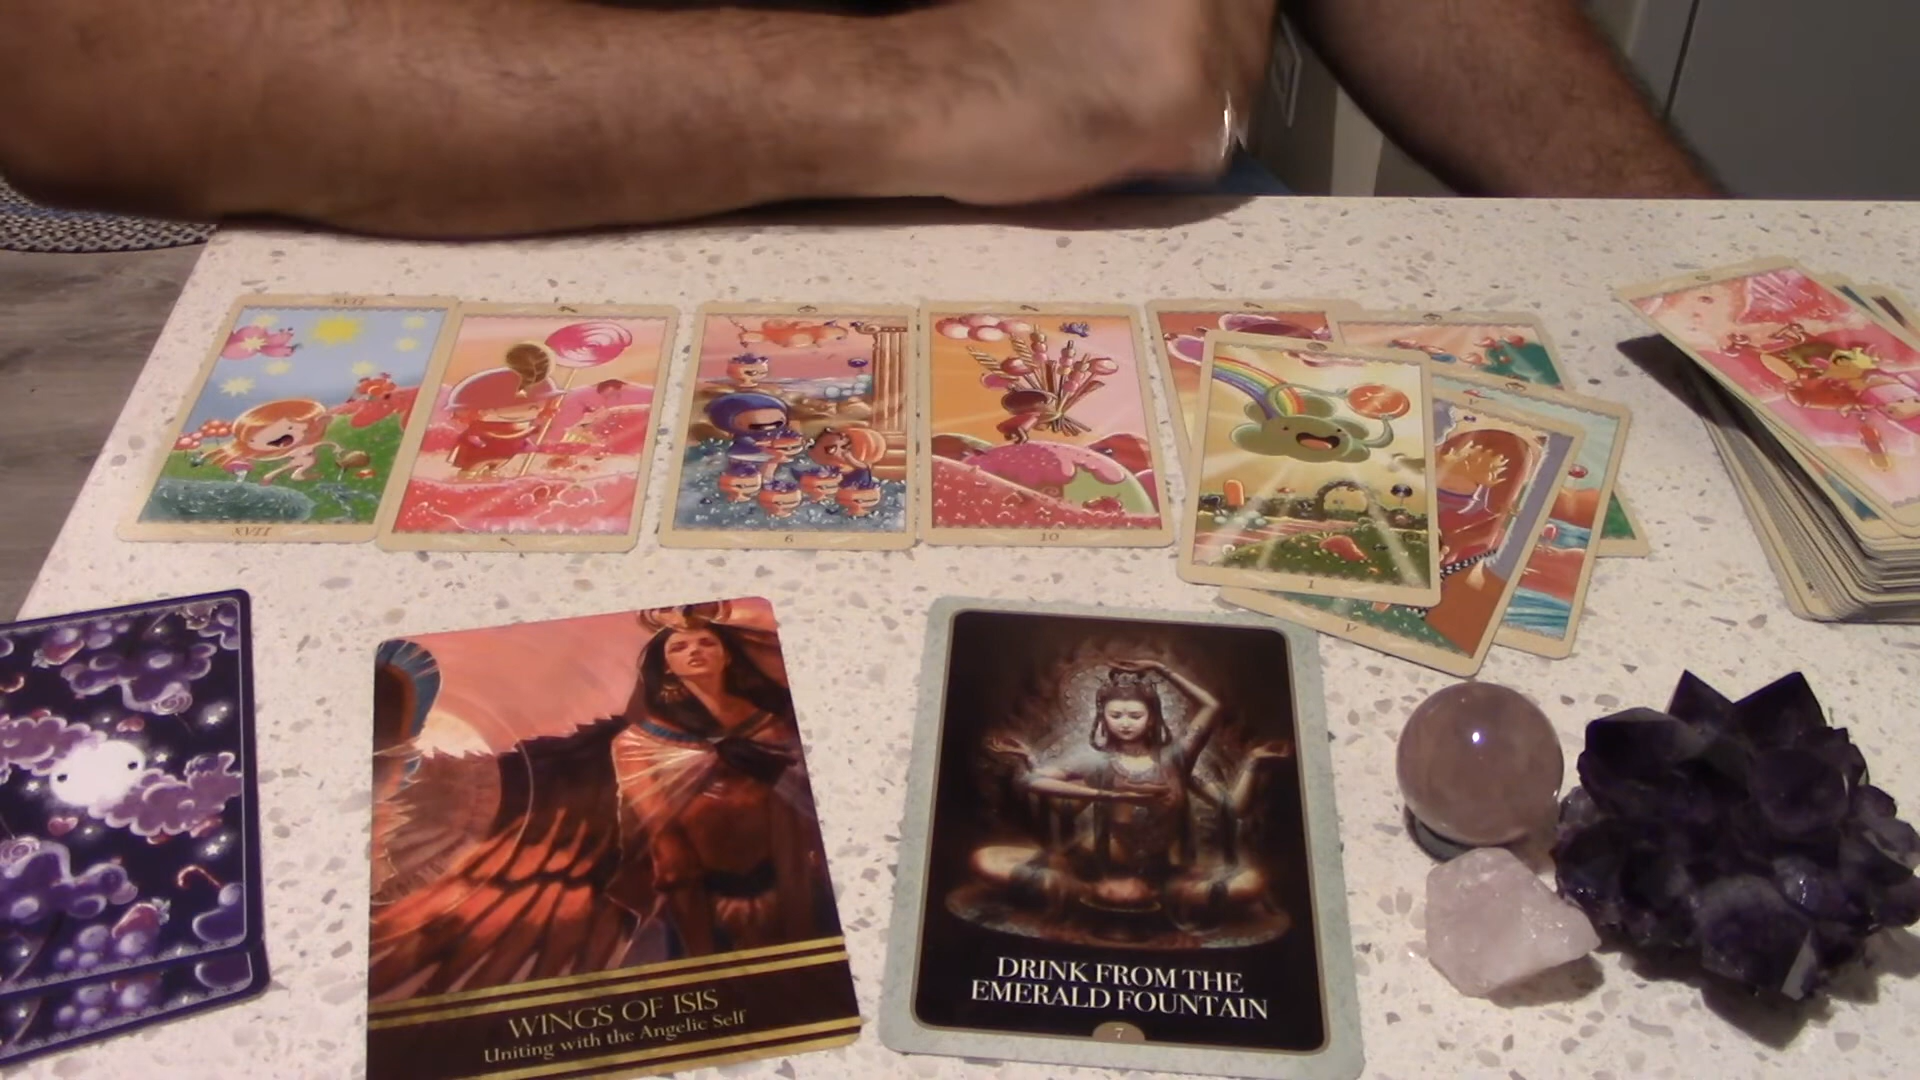 XVII
XVII
6
10
1
V
V
WINGS OF ISIS
Uniting with the Angelic Self
DRINK FROM THE
EMERALD FOUNTAIN
7